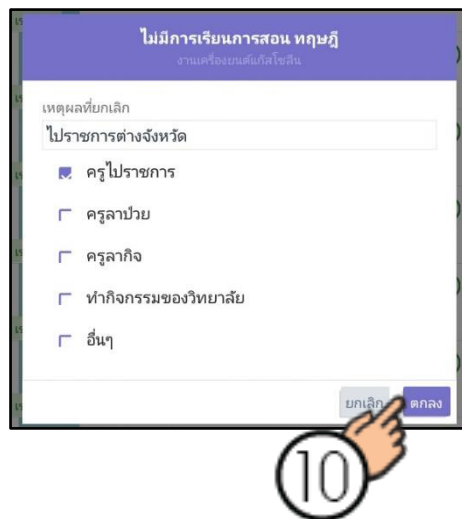 ไม่มีการเรียนการสอน ทฤษฎี
งานเครื่องยนต์แก๊สโซลีน
เหตุผลที่ยกเลิก
ไปราชการต่างจังหวัด
ครูไปราชการ
ครูลาป่วย
ครูลากิจ
ทำกิจกรรมของวิทยาลัย
อื่นๆ
ยกเลิก ตกลง
10